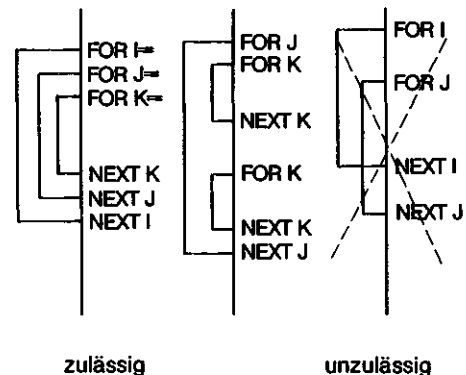 FOR I=
FOR J=
FOR K=
NEXT K
NEXT J
NEXT I
FOR J
FOR K
NEXT K
FOR K
NEXT K
NEXT J
FOR I
FOR J
NEXT I
NEXT J
zulässig
unzulässig